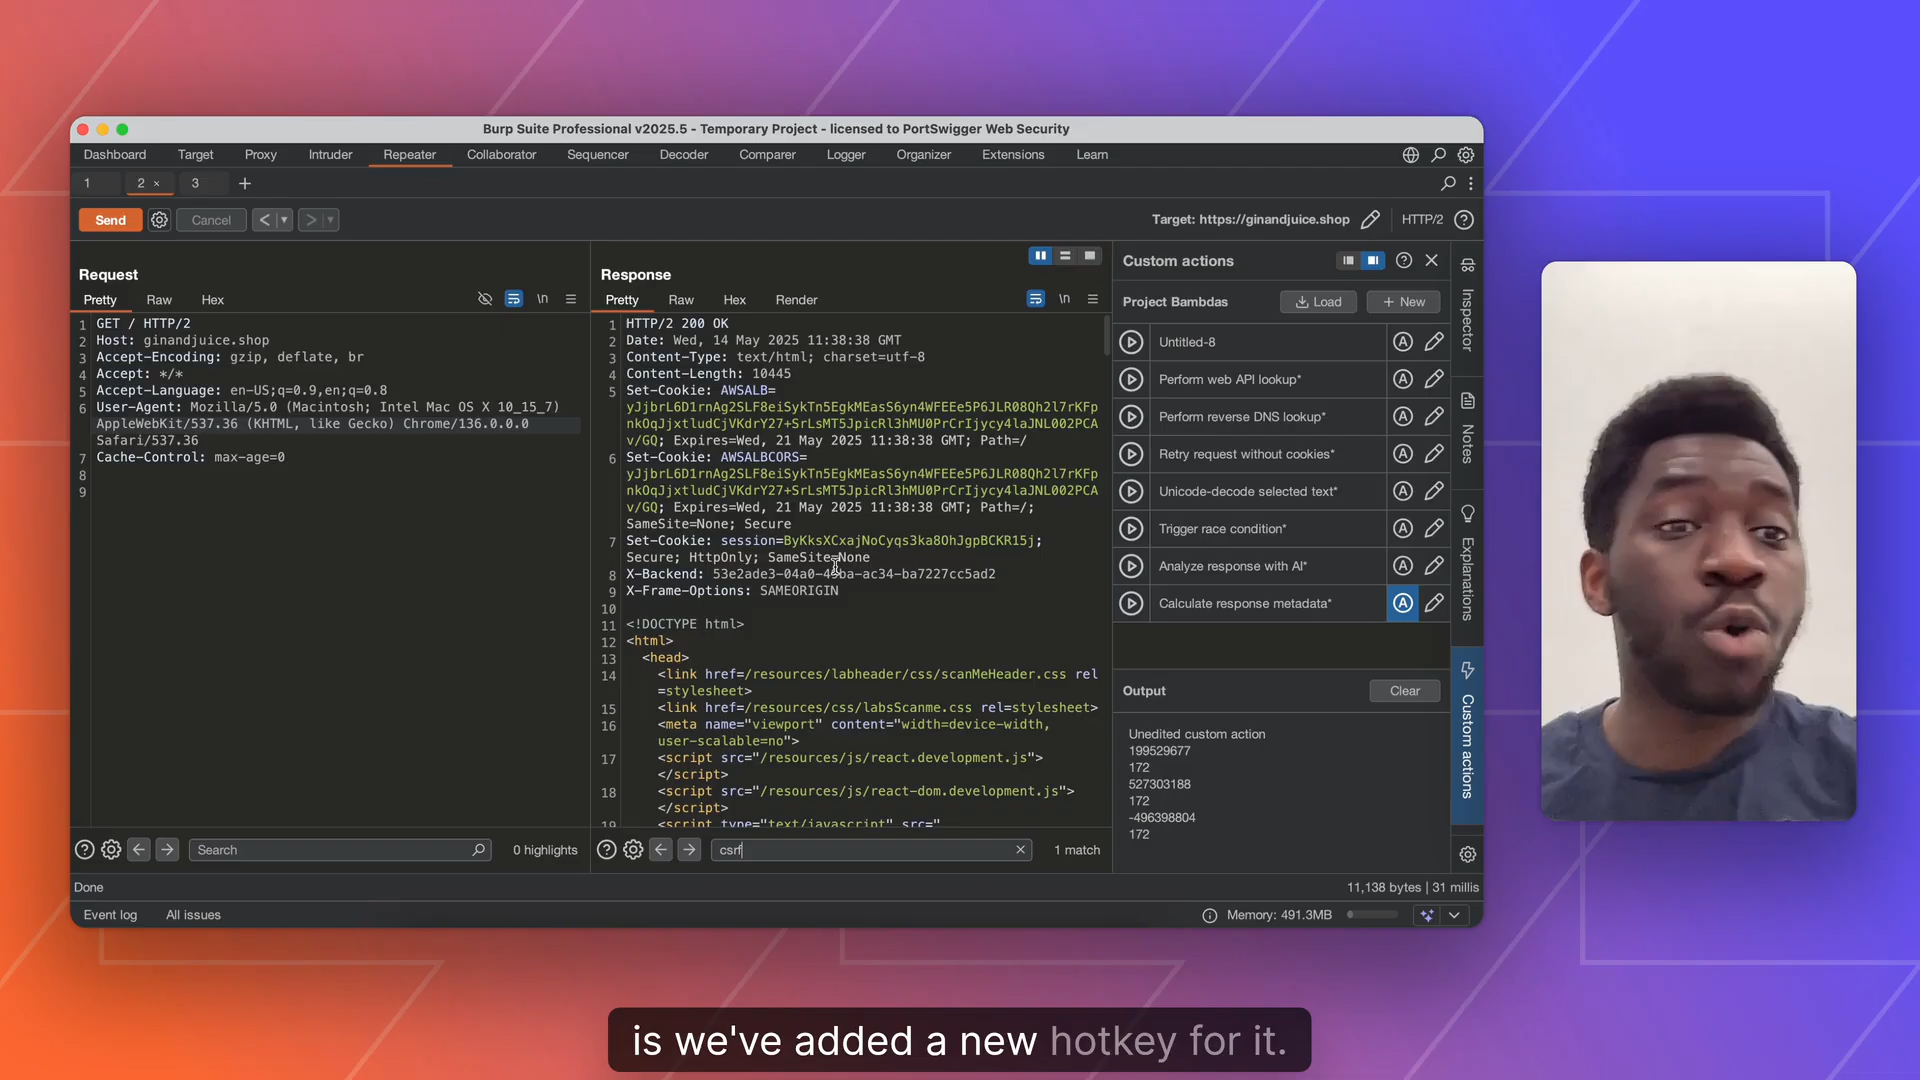 Burp Suite Professional v2025.5 - Temporary Project - licensed to PortSwigger Web Security
Dashboard Target Proxy Intruder Repeater Collaborator Sequencer Decoder Comparer Logger Organizer Extensions Learn
1 2 × 3 +
Send Cancel < > Target: https://ginandjuice.shop HTTP/2
Request
Pretty Raw Hex \n
1 GET / HTTP/2
2 Host: ginandjuice.shop
3 Accept-Encoding: gzip, deflate, br
4 Accept: */*
5 Accept-Language: en-US;q=0.9,en;q=0.8
6 User-Agent: Mozilla/5.0 (Macintosh; Intel Mac OS X 10_15_7)
AppleWebKit/537.36 (KHTML, like Gecko) Chrome/136.0.0.0
Safari/537.36
7 Cache-Control: max-age=0
8
9
Search 0 highlights
Response
Pretty Raw Hex Render \n
1 HTTP/2 200 OK
2 Date: Wed, 14 May 2025 11:38:38 GMT
3 Content-Type: text/html; charset=utf-8
4 Content-Length: 10445
5 Set-Cookie: AWSALB=
yJjbrL6D1rnAg2SLF8eiSykTn5EgkMEasS6yn4WFEEe5P6JLR08Qh2l7rKFp
nkOqJjxtludCjVKdrY27+SrLsMT5JpicRl3hMU0PrCrIjycy4laJNL002PCA
v/GQ; Expires=Wed, 21 May 2025 11:38:38 GMT; Path=/
6 Set-Cookie: AWSALBCORS=
yJjbrL6D1rnAg2SLF8eiSykTn5EgkMEasS6yn4WFEEe5P6JLR08Qh2l7rKFp
nkOqJjxtludCjVKdrY27+SrLsMT5JpicRl3hMU0PrCrIjycy4laJNL002PCA
v/GQ; Expires=Wed, 21 May 2025 11:38:38 GMT; Path=/;
SameSite=None; Secure
7 Set-Cookie: session=ByKksXCxajNoCyqs3ka8OhJgpBCKR15j;
Secure; HttpOnly; SameSite=None
8 X-Backend: 53e2ade3-04a0-49ba-ac34-ba7227cc5ad2
9 X-Frame-Options: SAMEORIGIN
10
11 <!DOCTYPE html>
12 <html>
13 <head>
14 <link href=/resources/labheader/css/scanMeHeader.css rel
=stylesheet>
15 <link href=/resources/css/labsScanme.css rel=stylesheet>
16 <meta name="viewport" content="width=device-width,
user-scalable=no">
17 <script src="/resources/js/react.development.js">
</script>
18 <script src="/resources/js/react-dom.development.js">
</script>
19 <script type="text/javascript" src="
csrf 1 match
Custom actions
Project Bambdas Load + New
Untitled-8 A
Perform web API lookup* A
Perform reverse DNS lookup* A
Retry request without cookies* A
Unicode-decode selected text* A
Trigger race condition* A
Analyze response with AI* A
Calculate response metadata* A
Output Clear
Unedited custom action
199529677
172
527303188
172
-496398804
172
Inspector
Notes
Explanations
Custom actions
Done 11,138 bytes | 31 millis
Event log All issues Memory: 491.3MB
is we've added a new hotkey for it.